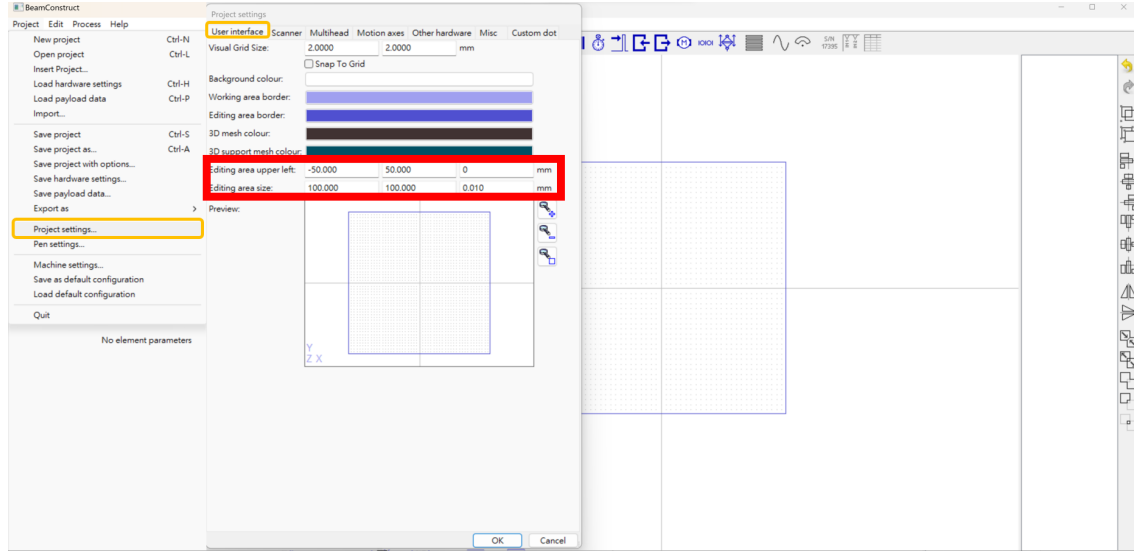 BeamConstruct
Project Edit Process Help
New project Ctrl-N
Open project Ctrl-L
Insert Project...
Load hardware settings Ctrl-H
Load payload data Ctrl-P
Import...
Save project Ctrl-S
Save project as... Ctrl-A
Save project with options...
Save hardware settings...
Save payload data...
Export as >
Project settings...
Pen settings...
Machine settings...
Save as default configuration
Load default configuration
Quit
No element parameters
Project settings
User interface Scanner Multihead Motion axes Other hardware Misc Custom dot
Visual Grid Size: 2.0000 2.0000 mm
Snap To Grid
Background colour:
Working area border:
Editing area border:
3D mesh colour:
3D support mesh colour:
Editing area upper left: -50.000 50.000 0 mm
Editing area size: 100.000 100.000 0.010 mm
Preview:
Y
Z X
OK Cancel
S/N
17395